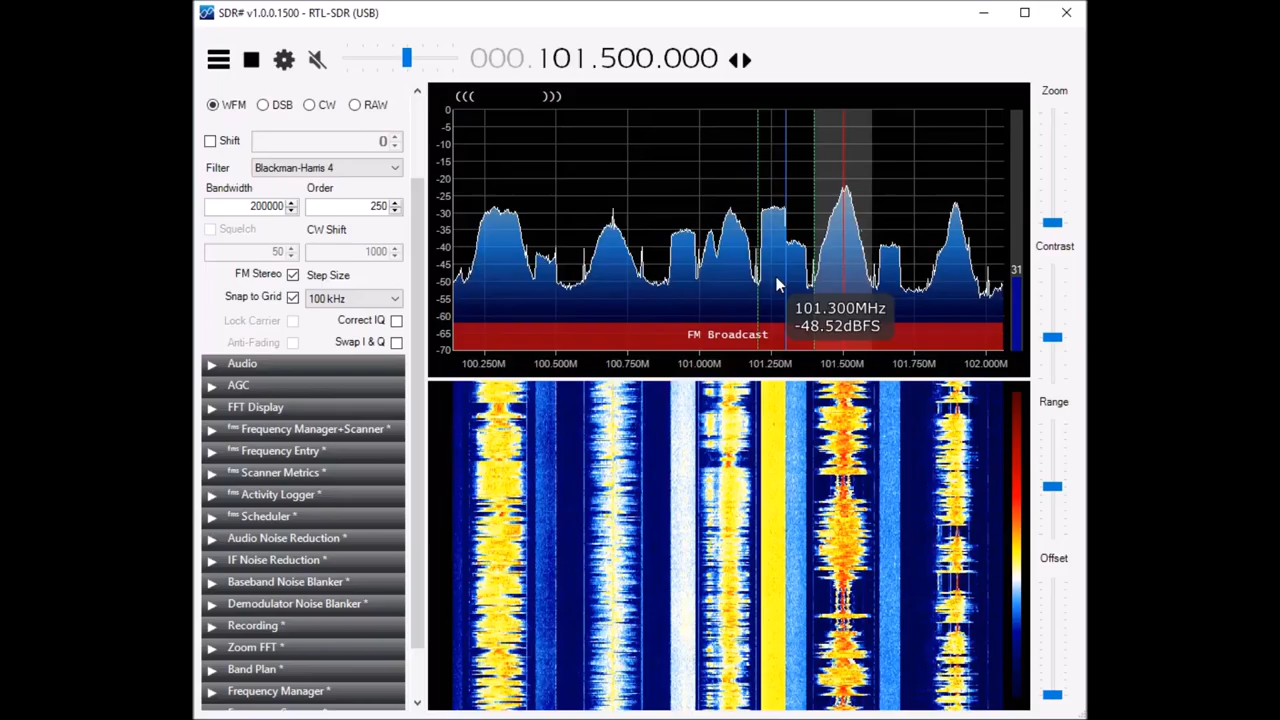 SDR# v1.0.0.1500 - RTL-SDR (USB)
000.101.500.000
WFM DSB CW RAW
Shift 0
Filter Blackman-Harris 4
Bandwidth Order
200000 250
Squelch CW Shift
50 1000
FM Stereo Step Size
Snap to Grid 100 kHz
Lock Carrier Correct IQ
Anti-Fading Swap I & Q
Audio
AGC
FFT Display
fms Frequency Manager+Scanner *
fms Frequency Entry *
fms Scanner Metrics *
fms Activity Logger *
fms Scheduler *
Audio Noise Reduction *
IF Noise Reduction *
Baseband Noise Blanker *
Demodulator Noise Blanker *
Recording *
Zoom FFT *
Band Plan *
Frequency Manager *
((( )))
0
-5
-10
-15
-20
-25
-30
-35
-40
-45
-50
-55
-60
-65
-70
101.300MHz
-48.52dBFS
FM Broadcast
100.250M 100.500M 100.750M 101.000M 101.250M 101.500M 101.750M 102.000M
31
Zoom
Contrast
Range
Offset